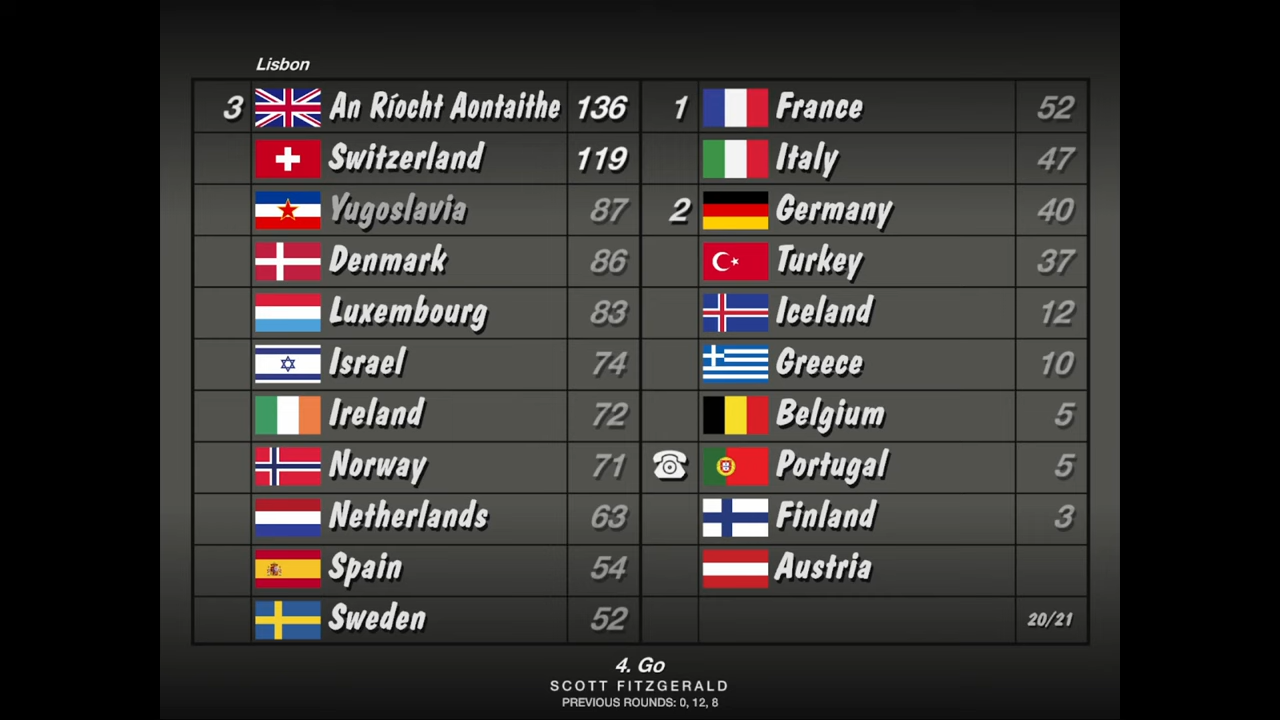 Lisbon
3 An Ríocht Aontaithe 136 1 France 52
Switzerland 119 Italy 47
Yugoslavia 87 2 Germany 40
Denmark 86 Turkey 37
Luxembourg 83 Iceland 12
Israel 74 Greece 10
Ireland 72 Belgium 5
Norway 71 Portugal 5
Netherlands 63 Finland 3
Spain 54 Austria
Sweden 52 20/21
4. Go
SCOTT FITZGERALD
PREVIOUS ROUNDS: 0, 12, 8